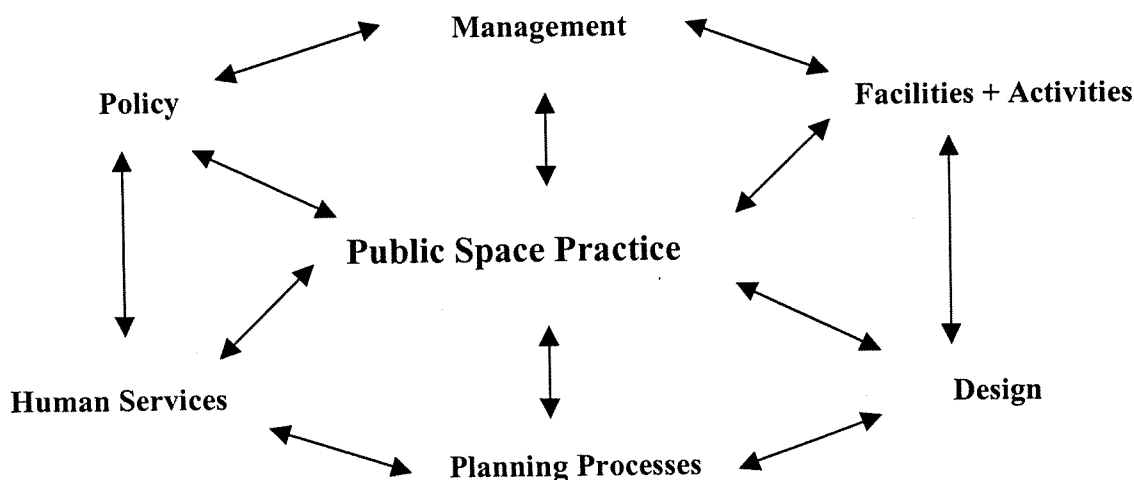 Management
Policy
Facilities + Activities
Public Space Practice
Human Services
Design
Planning Processes